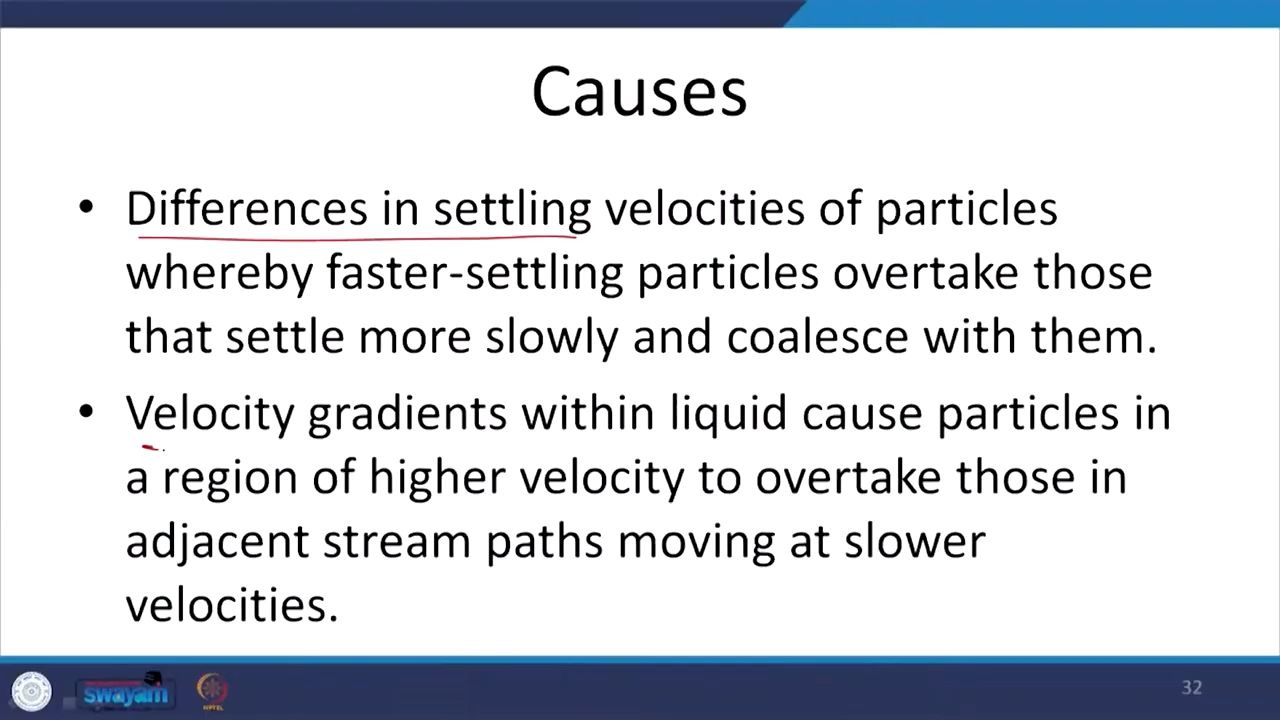 Causes
• Differences in settling velocities of particles
whereby faster-settling particles overtake those
that settle more slowly and coalesce with them.
• Velocity gradients within liquid cause particles in
a region of higher velocity to overtake those in
adjacent stream paths moving at slower
velocities.
swayam
NPTEL
32